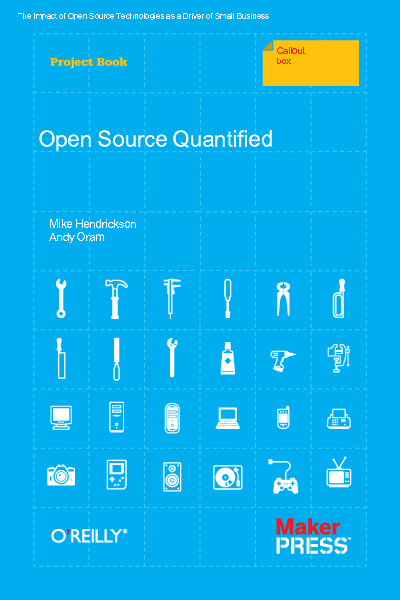 The Impact of Open Source Technologies as a Driver of Small Business
Project Book
Callout
box
Open Source Quantified
Mike Hendrickson
Andy Oram
O'REILLY®
Maker
PRESS™